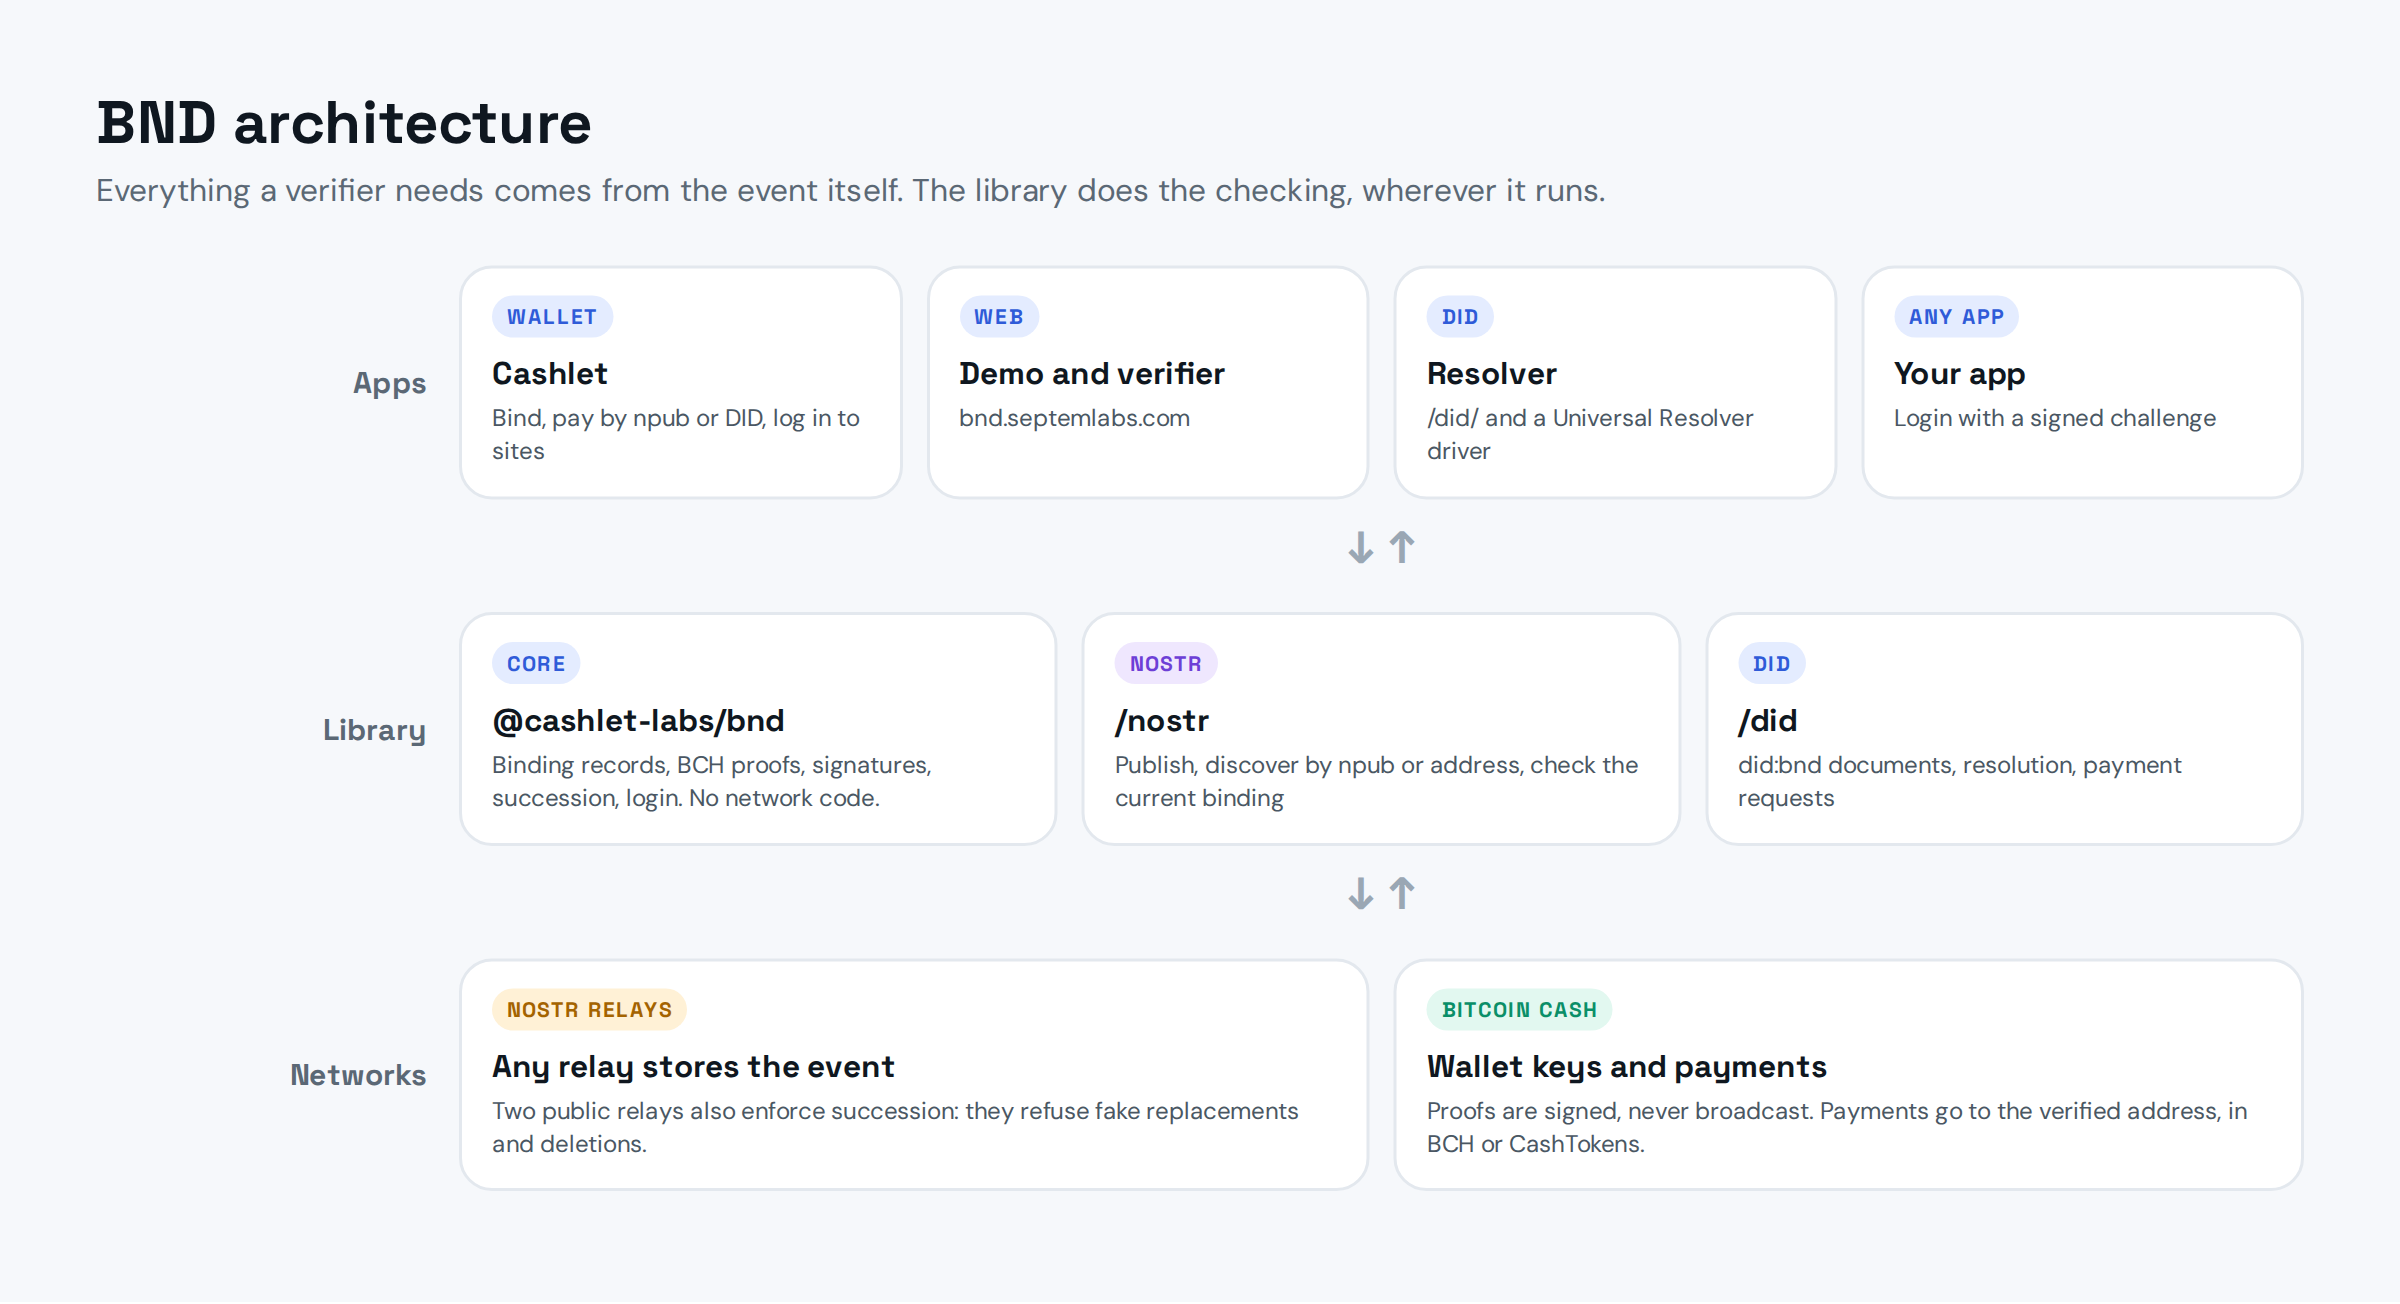 BND architecture
Everything a verifier needs comes from the event itself. The library does the checking, wherever it runs.
Apps
WALLET
Cashlet
Bind, pay by npub or DID, log in to
sites
WEB
Demo and verifier
bnd.septemlabs.com
DID
Resolver
/did/ and a Universal Resolver
driver
ANY APP
Your app
Login with a signed challenge
↓ ↑
Library
CORE
@cashlet-labs/bnd
Binding records, BCH proofs, signatures,
succession, login. No network code.
NOSTR
/nostr
Publish, discover by npub or address, check the
current binding
DID
/did
did:bnd documents, resolution, payment
requests
↓ ↑
Networks
NOSTR RELAYS
Any relay stores the event
Two public relays also enforce succession: they refuse fake replacements
and deletions.
BITCOIN CASH
Wallet keys and payments
Proofs are signed, never broadcast. Payments go to the verified address, in
BCH or CashTokens.